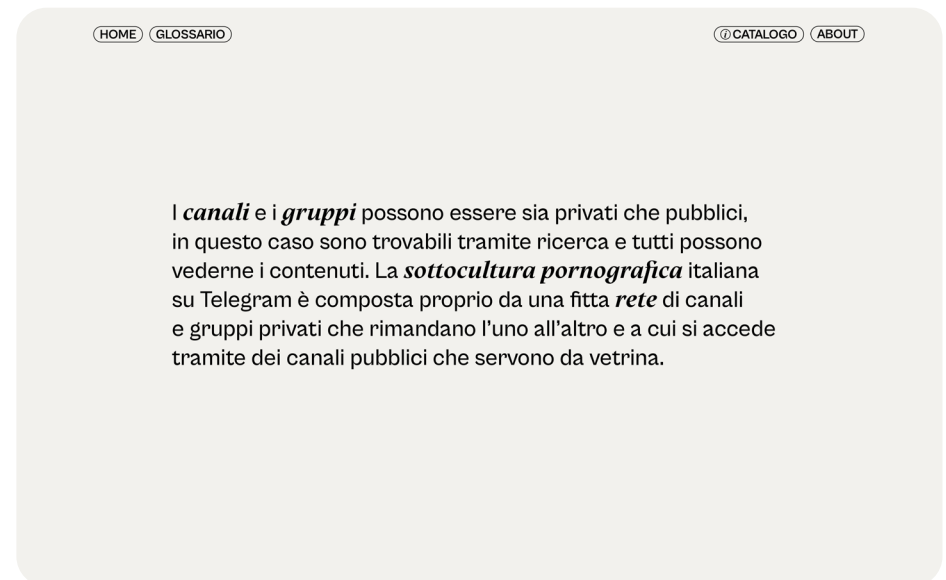 HOME GLOSSARIO
i CATALOGO ABOUT
I canali e i gruppi possono essere sia privati che pubblici,
in questo caso sono trovabili tramite ricerca e tutti possono
vederne i contenuti. La sottocultura pornografica italiana
su Telegram è composta proprio da una fitta rete di canali
e gruppi privati che rimandano l’uno all’altro e a cui si accede
tramite dei canali pubblici che servono da vetrina.